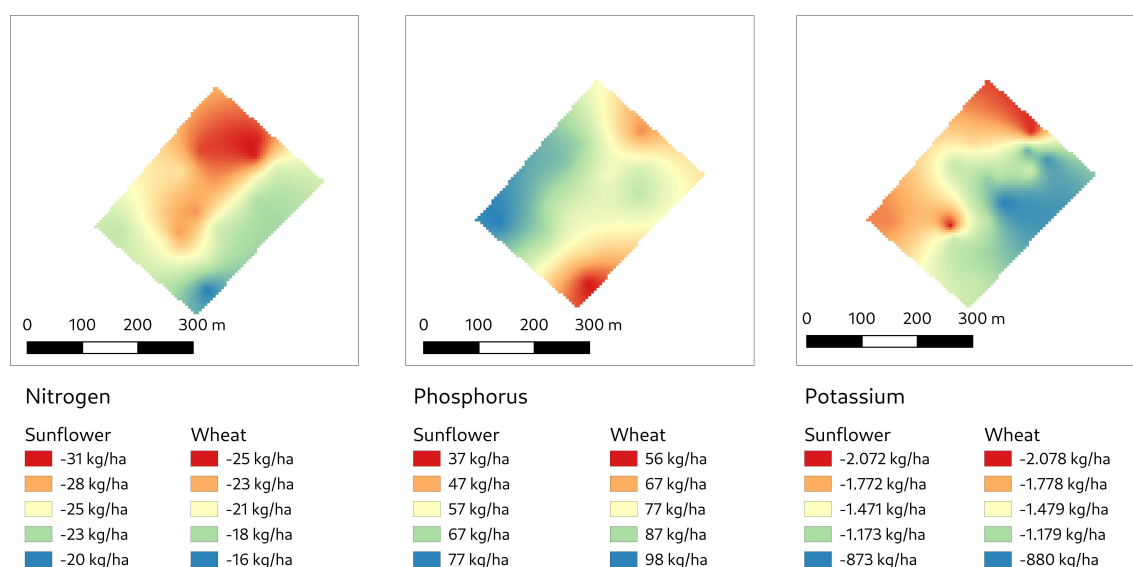 0 100 200 300 m
0 100 200 300 m
0 100 200 300 m
Nitrogen
Sunflower Wheat
-31 kg/ha -25 kg/ha
-28 kg/ha -23 kg/ha
-25 kg/ha -21 kg/ha
-23 kg/ha -18 kg/ha
-20 kg/ha -16 kg/ha
Phosphorus
Sunflower Wheat
37 kg/ha 56 kg/ha
47 kg/ha 67 kg/ha
57 kg/ha 77 kg/ha
67 kg/ha 87 kg/ha
77 kg/ha 98 kg/ha
Potassium
Sunflower Wheat
-2.072 kg/ha -2.078 kg/ha
-1.772 kg/ha -1.778 kg/ha
-1.471 kg/ha -1.479 kg/ha
-1.173 kg/ha -1.179 kg/ha
-873 kg/ha -880 kg/ha